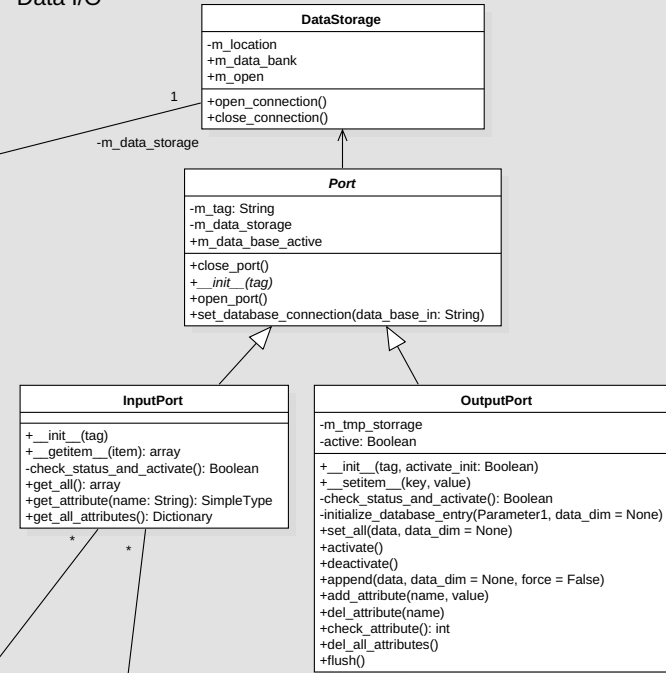 Data I/O
DataStorage
-m_location
+m_data_bank
+m_open
+open_connection()
+close_connection()
1
-m_data_storage
Port
-m_tag: String
-m_data_storage
+m_data_base_active
+close_port()
+__init__(tag)
+open_port()
+set_database_connection(data_base_in: String)
InputPort
+__init__(tag)
+__getitem__(item): array
-check_status_and_activate(): Boolean
+get_all(): array
+get_attribute(name: String): SimpleType
+get_all_attributes(): Dictionary
*
*
OutputPort
-m_tmp_storrage
-active: Boolean
+__init__(tag, activate_init: Boolean)
+__setitem__(key, value)
-check_status_and_activate(): Boolean
-initialize_database_entry(Parameter1, data_dim = None)
+set_all(data, data_dim = None)
+activate()
+deactivate()
+append(data, data_dim = None, force = False)
+add_attribute(name, value)
+del_attribute(name)
+check_attribute(): int
+del_all_attributes()
+flush()